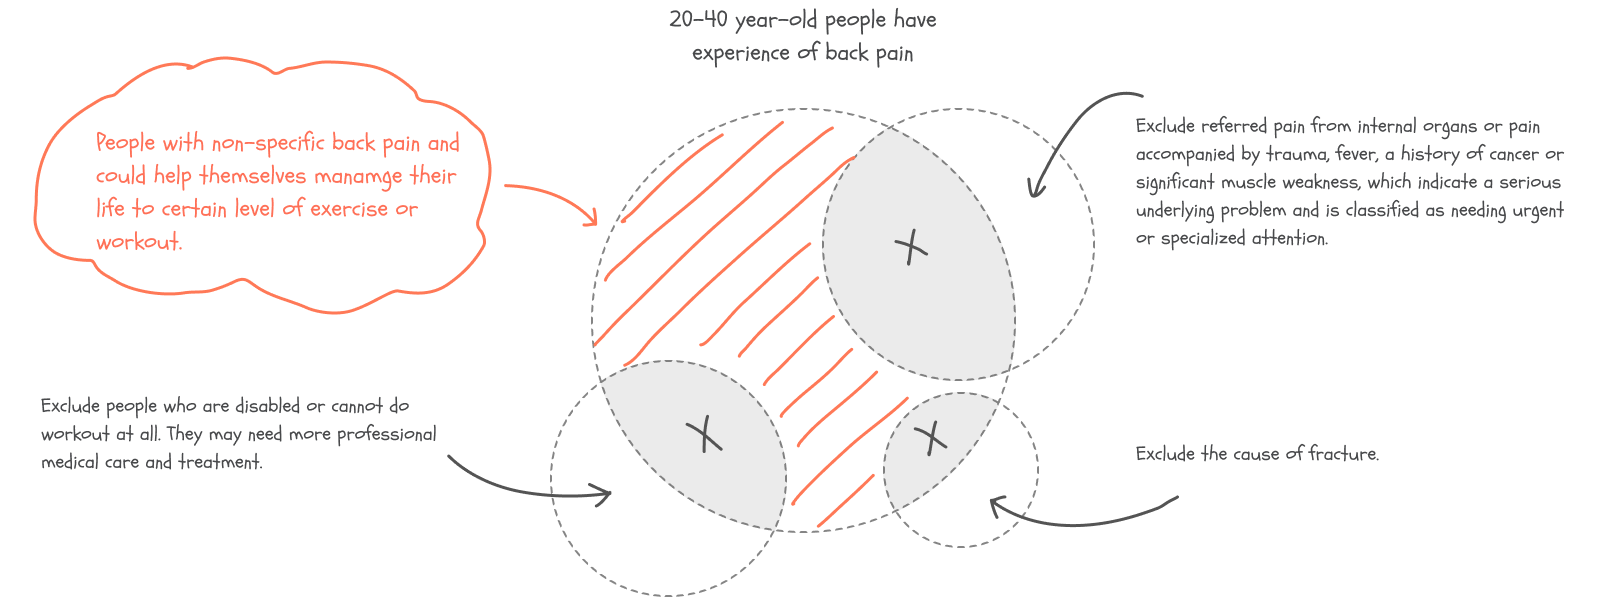 20-40 year-old people have
experience of back pain
People with non-specific back pain and
could help themselves manamge their
life to certain level of exercise or
workout.
Exclude referred pain from internal organs or pain
accompanied by trauma, fever, a history of cancer or
significant muscle weakness, which indicate a serious
underlying problem and is classified as needing urgent
or specialized attention.
Exclude people who are disabled or cannot do
workout at all. They may need more professional
medical care and treatment.
Exclude the cause of fracture.